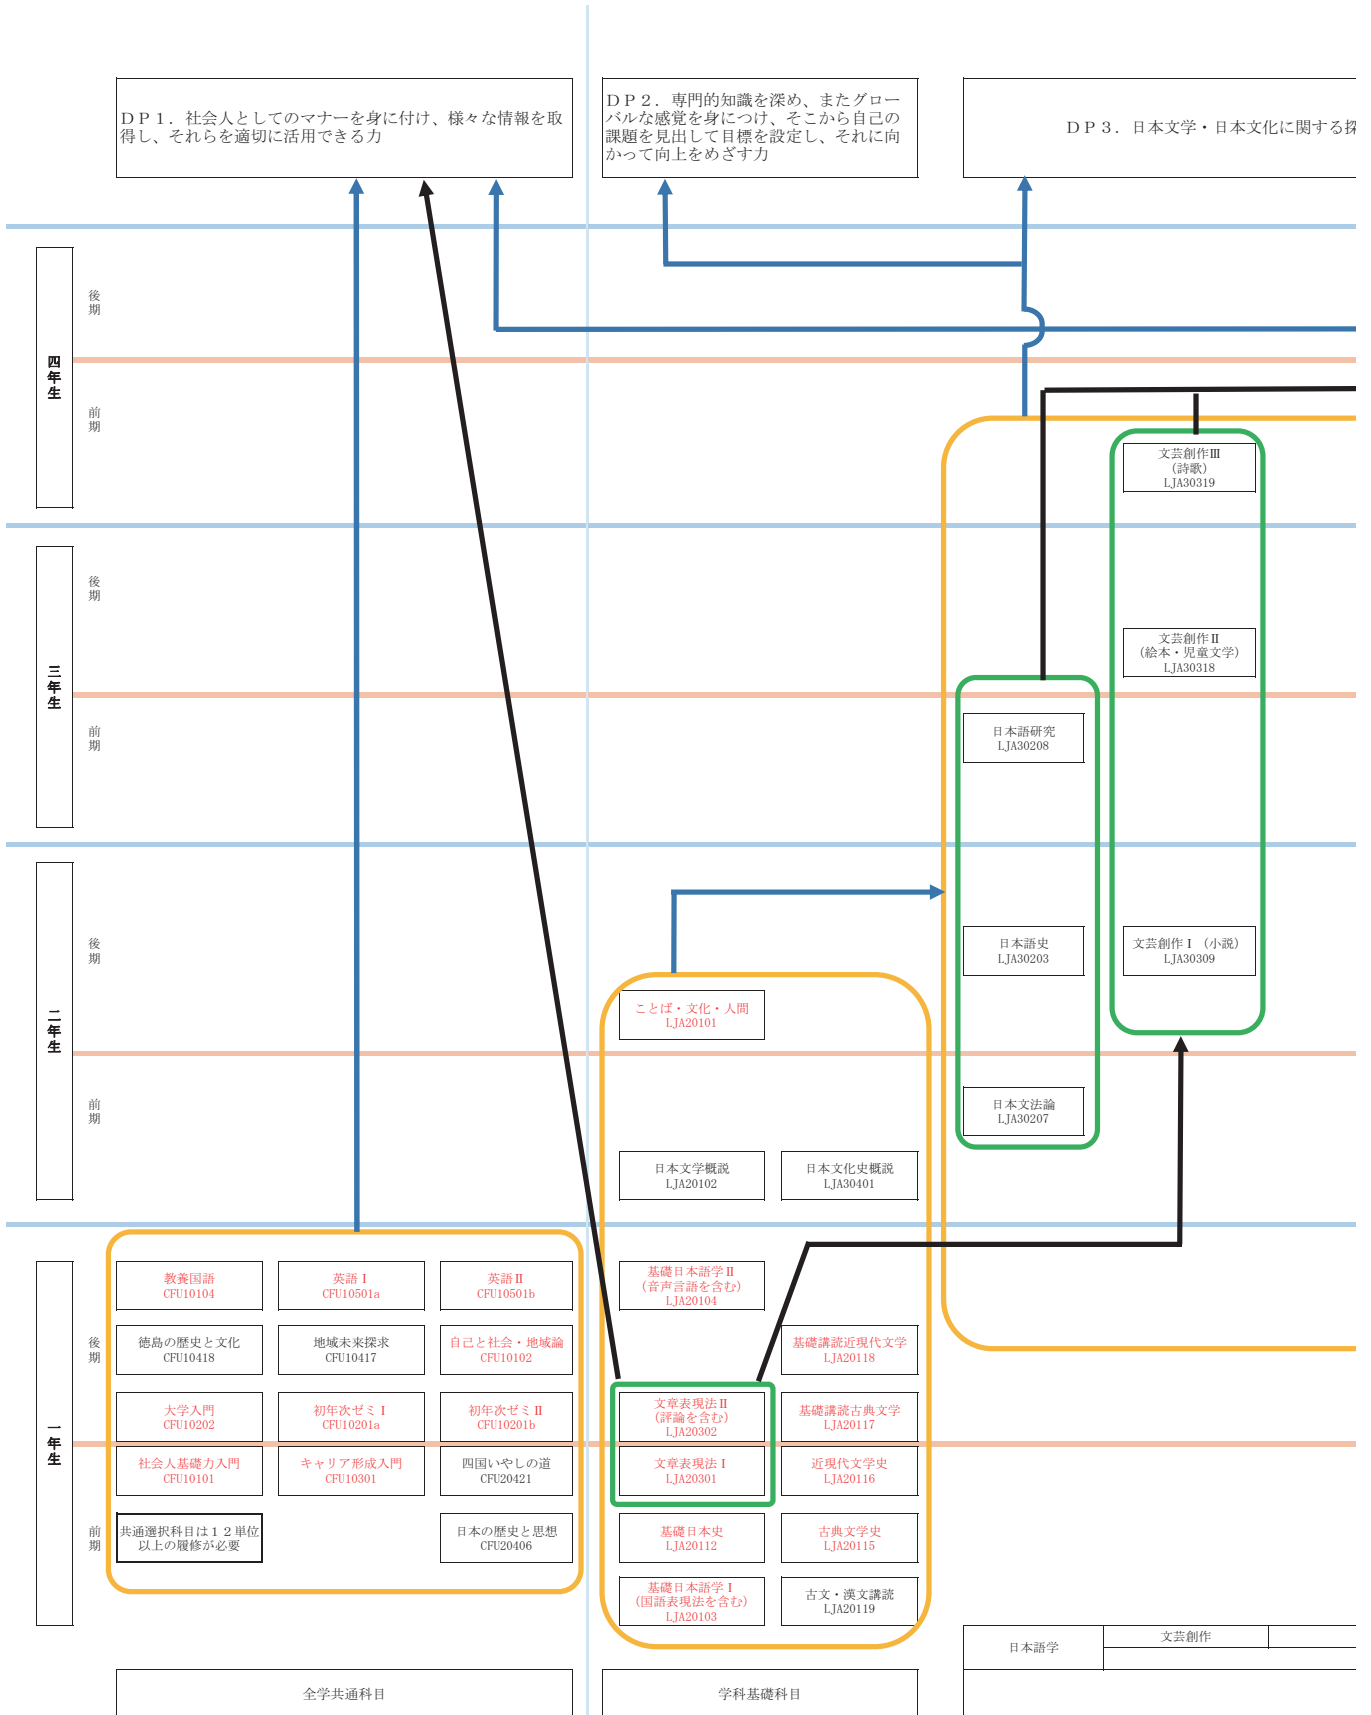 ＤＰ１．社会人としてのマナーを身に付け、様々な情報を取
得し、それらを適切に活用できる力
ＤＰ２．専門的知識を深め、またグロー
バルな感覚を身につけ、そこから自己の
課題を見出して目標を設定し、それに向
かって向上をめざす力
ＤＰ３．日本文学・日本文化に関する探
四年生
後期
前期
文芸創作Ⅲ
（詩歌）
LJA30319
三年生
後期
前期
文芸創作Ⅱ
（絵本・児童文学）
LJA30318
日本語研究
LJA30208
二年生
後期
前期
日本語史
LJA30203
文芸創作Ⅰ（小説）
LJA30309
ことば・文化・人間
LJA20101
日本文法論
LJA30207
日本文学概説
LJA20102
日本文化史概説
LJA30401
一年生
後期
前期
教養国語
CFU10104
英語Ⅰ
CFU10501a
英語Ⅱ
CFU10501b
基礎日本語学Ⅱ
（音声言語を含む）
LJA20104
徳島の歴史と文化
CFU10418
地域未来探求
CFU10417
自己と社会・地域論
CFU10102
基礎講読近現代文学
LJA20118
大学入門
CFU10202
初年次ゼミⅠ
CFU10201a
初年次ゼミⅡ
CFU10201b
文章表現法Ⅱ
（評論を含む）
LJA20302
基礎講読古典文学
LJA20117
社会人基礎力入門
CFU10101
キャリア形成入門
CFU10301
四国いやしの道
CFU20421
文章表現法Ⅰ
LJA20301
近現代文学史
LJA20116
共通選択科目は１２単位
以上の履修が必要
日本の歴史と思想
CFU20406
基礎日本史
LJA20112
古典文学史
LJA20115
基礎日本語学Ⅰ
（国語表現法を含む）
LJA20103
古文・漢文講読
LJA20119
日本語学
文芸創作
全学共通科目
学科基礎科目